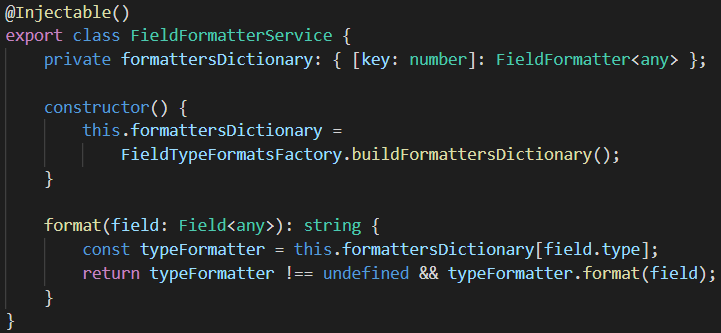 @Injectable()
export class FieldFormatterService {
    private formattersDictionary: { [key: number]: FieldFormatter<any> };

    constructor() {
        this.formattersDictionary =
            FieldTypeFormatsFactory.buildFormattersDictionary();
    }

    format(field: Field<any>): string {
        const typeFormatter = this.formattersDictionary[field.type];
        return typeFormatter !== undefined && typeFormatter.format(field);
    }
}